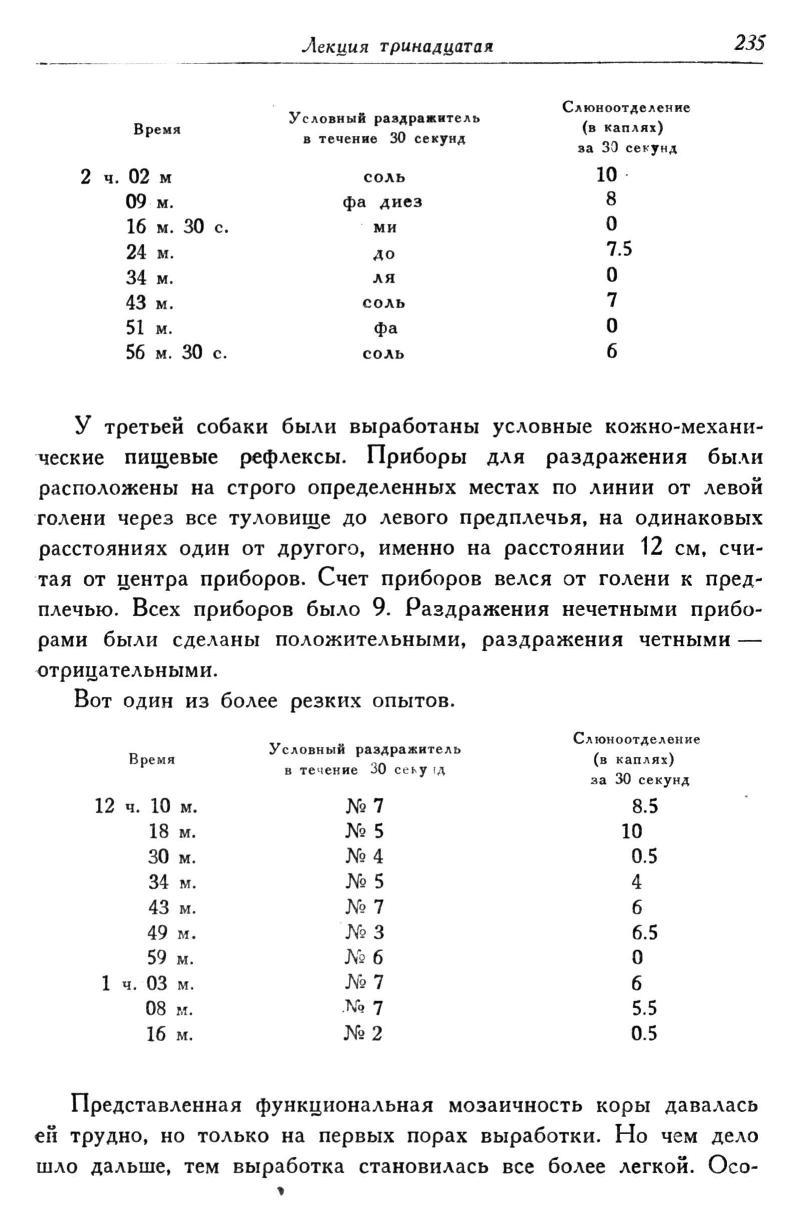 Лекция тринадцатая 235
Время Условный раздражитель в течение 30 секунд Слюноотделение (в каплях) за 30 секунд
2 ч. 02 м соль 10
09 м. фа диез 8
16 м. 30 с. ми 0
24 м. до 7.5
34 м. ля 0
43 м. соль 7
51 м. фа 0
56 м. 30 с. соль 6
У третьей собаки были выработаны условные кожно-механи-
ческие пищевые рефлексы. Приборы для раздражения были
расположены на строго определенных местах по линии от левой
голени через все туловище до левого предплечья, на одинаковых
расстояниях один от другого, именно на расстоянии 12 см, счи-
тая от центра приборов. Счет приборов велся от голени к пред-
плечью. Всех приборов было 9. Раздражения нечетными прибо-
рами были сделаны положительными, раздражения четными —
отрицательными.
Вот один из более резких опытов.
Время Условный раздражитель в течение 30 секунд Слюноотделение (в каплях) за 30 секунд
12 ч. 10 м. № 7 8.5
18 м. № 5 10
30 м. № 4 0.5
34 м. № 5 4
43 м. № 7 6
49 м. № 3 6.5
59 м. № 6 0
1 ч. 03 м. № 7 6
08 м. № 7 5.5
16 м. № 2 0.5
Представленная функциональная мозаичность коры давалась
ей трудно, но только на первых порах выработки. Но чем дело
шло дальше, тем выработка становилась все более легкой. Осо-